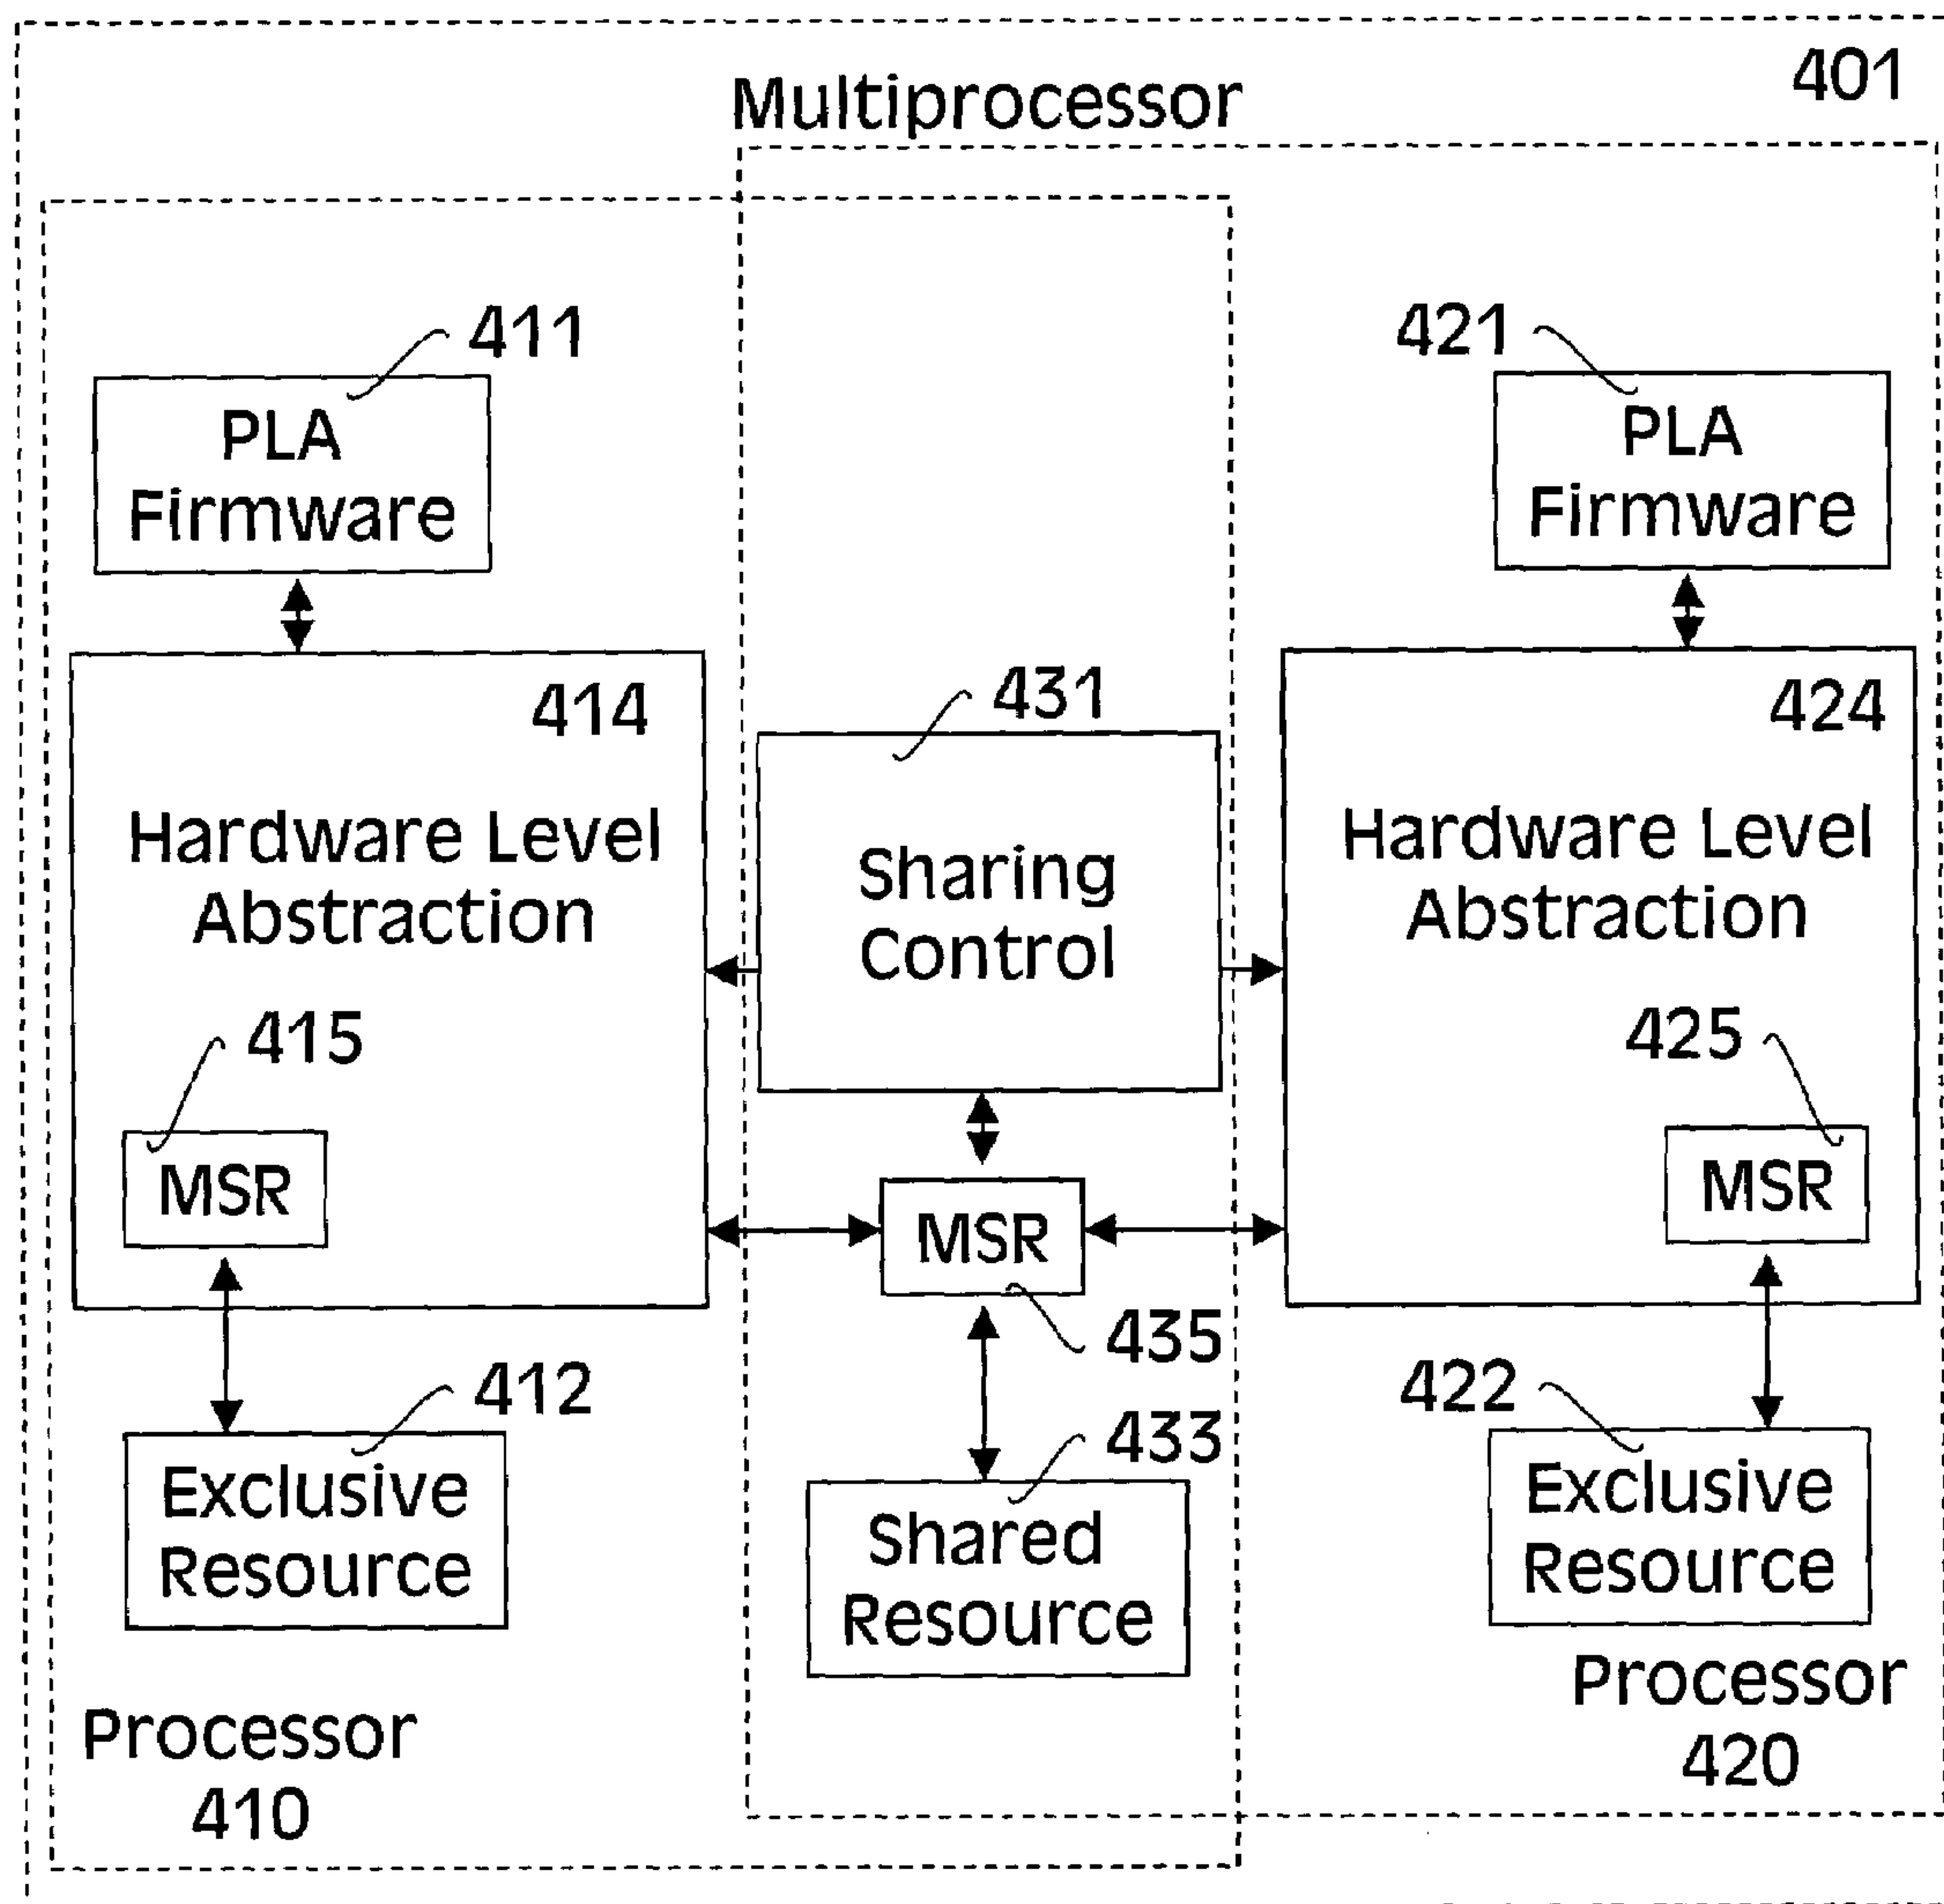 401
Multiprocessor
411
PLA
Firmware
421
PLA
Firmware
414
Hardware Level
Abstraction
431
Sharing
Control
424
Hardware Level
Abstraction
415
MSR
425
MSR
MSR
435
412
Exclusive
Resource
433
Shared
Resource
422
Exclusive
Resource
Processor
410
Processor
420